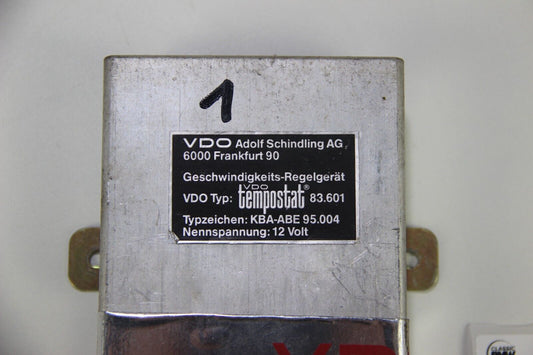 1
VDO Adolf Schindling AG
6000 Frankfurt 90
Geschwindigkeits-Regelgerät
VDO
VDO Typ: tempostat® 83.601
Typzeichen: KBA-ABE 95.004
Nennspannung: 12 Volt
CLASSIC